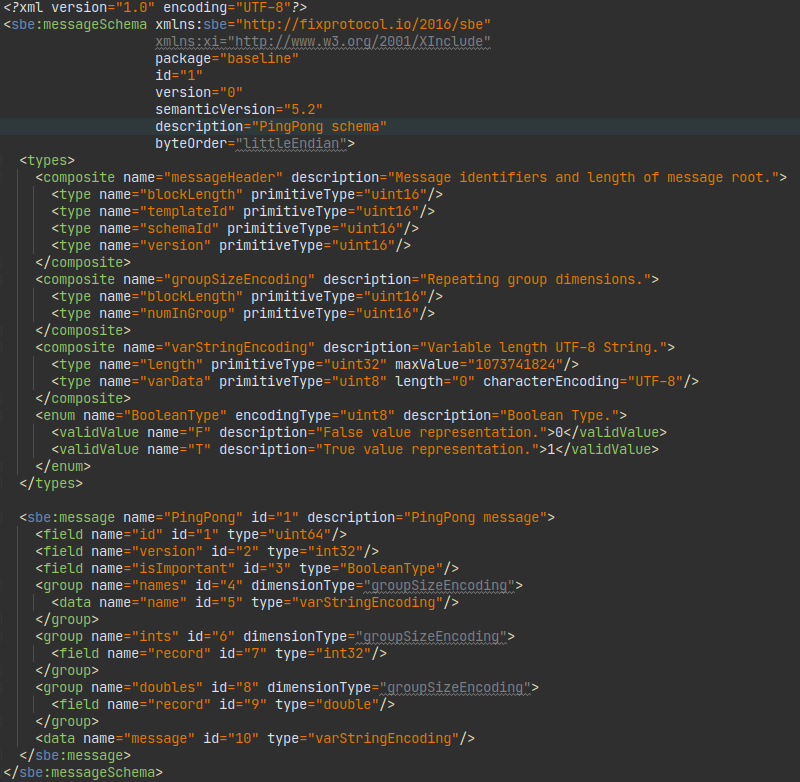 <?xml version="1.0" encoding="UTF-8"?>
<sbe:messageSchema xmlns:sbe="http://fixprotocol.io/2016/sbe"
                   xmlns:xi="http://www.w3.org/2001/XInclude"
                   package="baseline"
                   id="1"
                   version="0"
                   semanticVersion="5.2"
                   description="PingPong schema"
                   byteOrder="littleEndian">
  <types>
    <composite name="messageHeader" description="Message identifiers and length of message root.">
      <type name="blockLength" primitiveType="uint16"/>
      <type name="templateId" primitiveType="uint16"/>
      <type name="schemaId" primitiveType="uint16"/>
      <type name="version" primitiveType="uint16"/>
    </composite>
    <composite name="groupSizeEncoding" description="Repeating group dimensions.">
      <type name="blockLength" primitiveType="uint16"/>
      <type name="numInGroup" primitiveType="uint16"/>
    </composite>
    <composite name="varStringEncoding" description="Variable length UTF-8 String.">
      <type name="length" primitiveType="uint32" maxValue="1073741824"/>
      <type name="varData" primitiveType="uint8" length="0" characterEncoding="UTF-8"/>
    </composite>
    <enum name="BooleanType" encodingType="uint8" description="Boolean Type.">
      <validValue name="F" description="False value representation.">0</validValue>
      <validValue name="T" description="True value representation.">1</validValue>
    </enum>
  </types>

  <sbe:message name="PingPong" id="1" description="PingPong message">
    <field name="id" id="1" type="uint64"/>
    <field name="version" id="2" type="int32"/>
    <field name="isImportant" id="3" type="BooleanType"/>
    <group name="names" id="4" dimensionType="groupSizeEncoding">
      <data name="name" id="5" type="varStringEncoding"/>
    </group>
    <group name="ints" id="6" dimensionType="groupSizeEncoding">
      <field name="record" id="7" type="int32"/>
    </group>
    <group name="doubles" id="8" dimensionType="groupSizeEncoding">
      <field name="record" id="9" type="double"/>
    </group>
    <data name="message" id="10" type="varStringEncoding"/>
  </sbe:message>
</sbe:messageSchema>